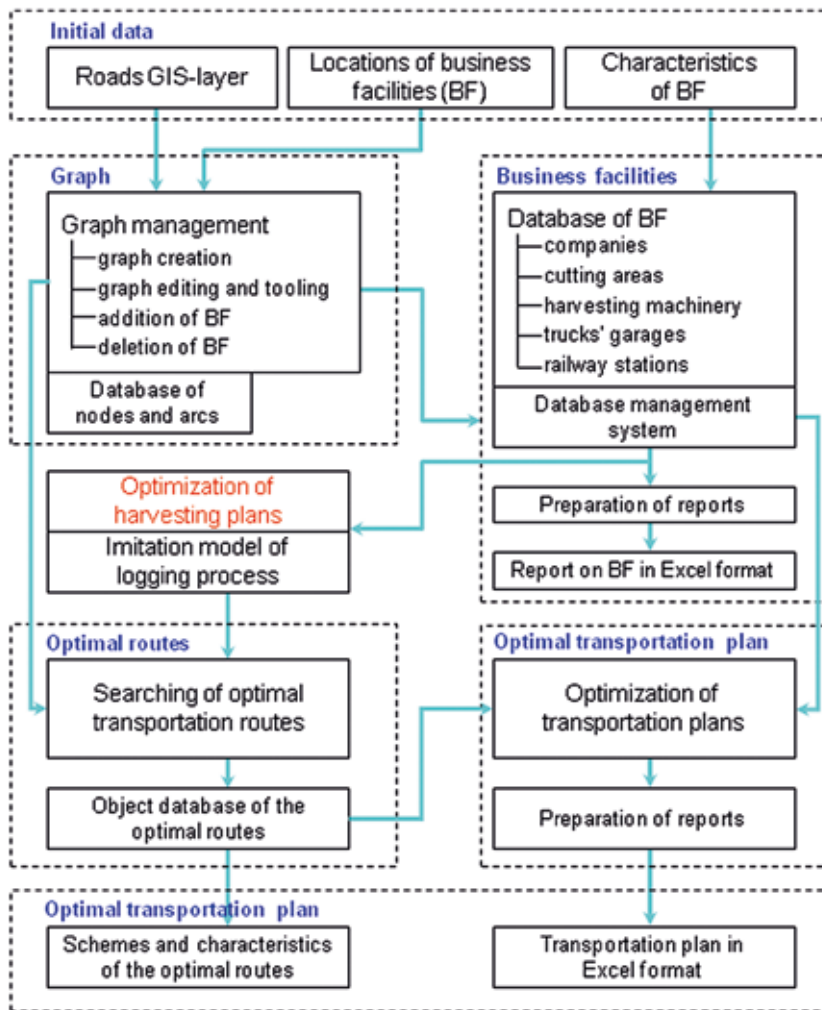 Initial data
Roads GIS-layer
Locations of business
facilities (BF)
Characteristics
of BF
Graph
Graph management
graph creation
graph editing and tooling
addition of BF
deletion of BF
Database of
nodes and arcs
Business facilities
Database of BF
companies
cutting areas
harvesting machinery
trucks' garages
railway stations
Database management
system
Preparation of reports
Report on BF in Excel format
Optimization of
harvesting plans
Imitation model of
logging process
Optimal routes
Searching of optimal
transportation routes
Object database of the
optimal routes
Optimal transportation plan
Optimization of
transportation plans
Preparation of reports
Optimal transportation plan
Schemes and characteristics
of the optimal routes
Transportation plan in
Excel format